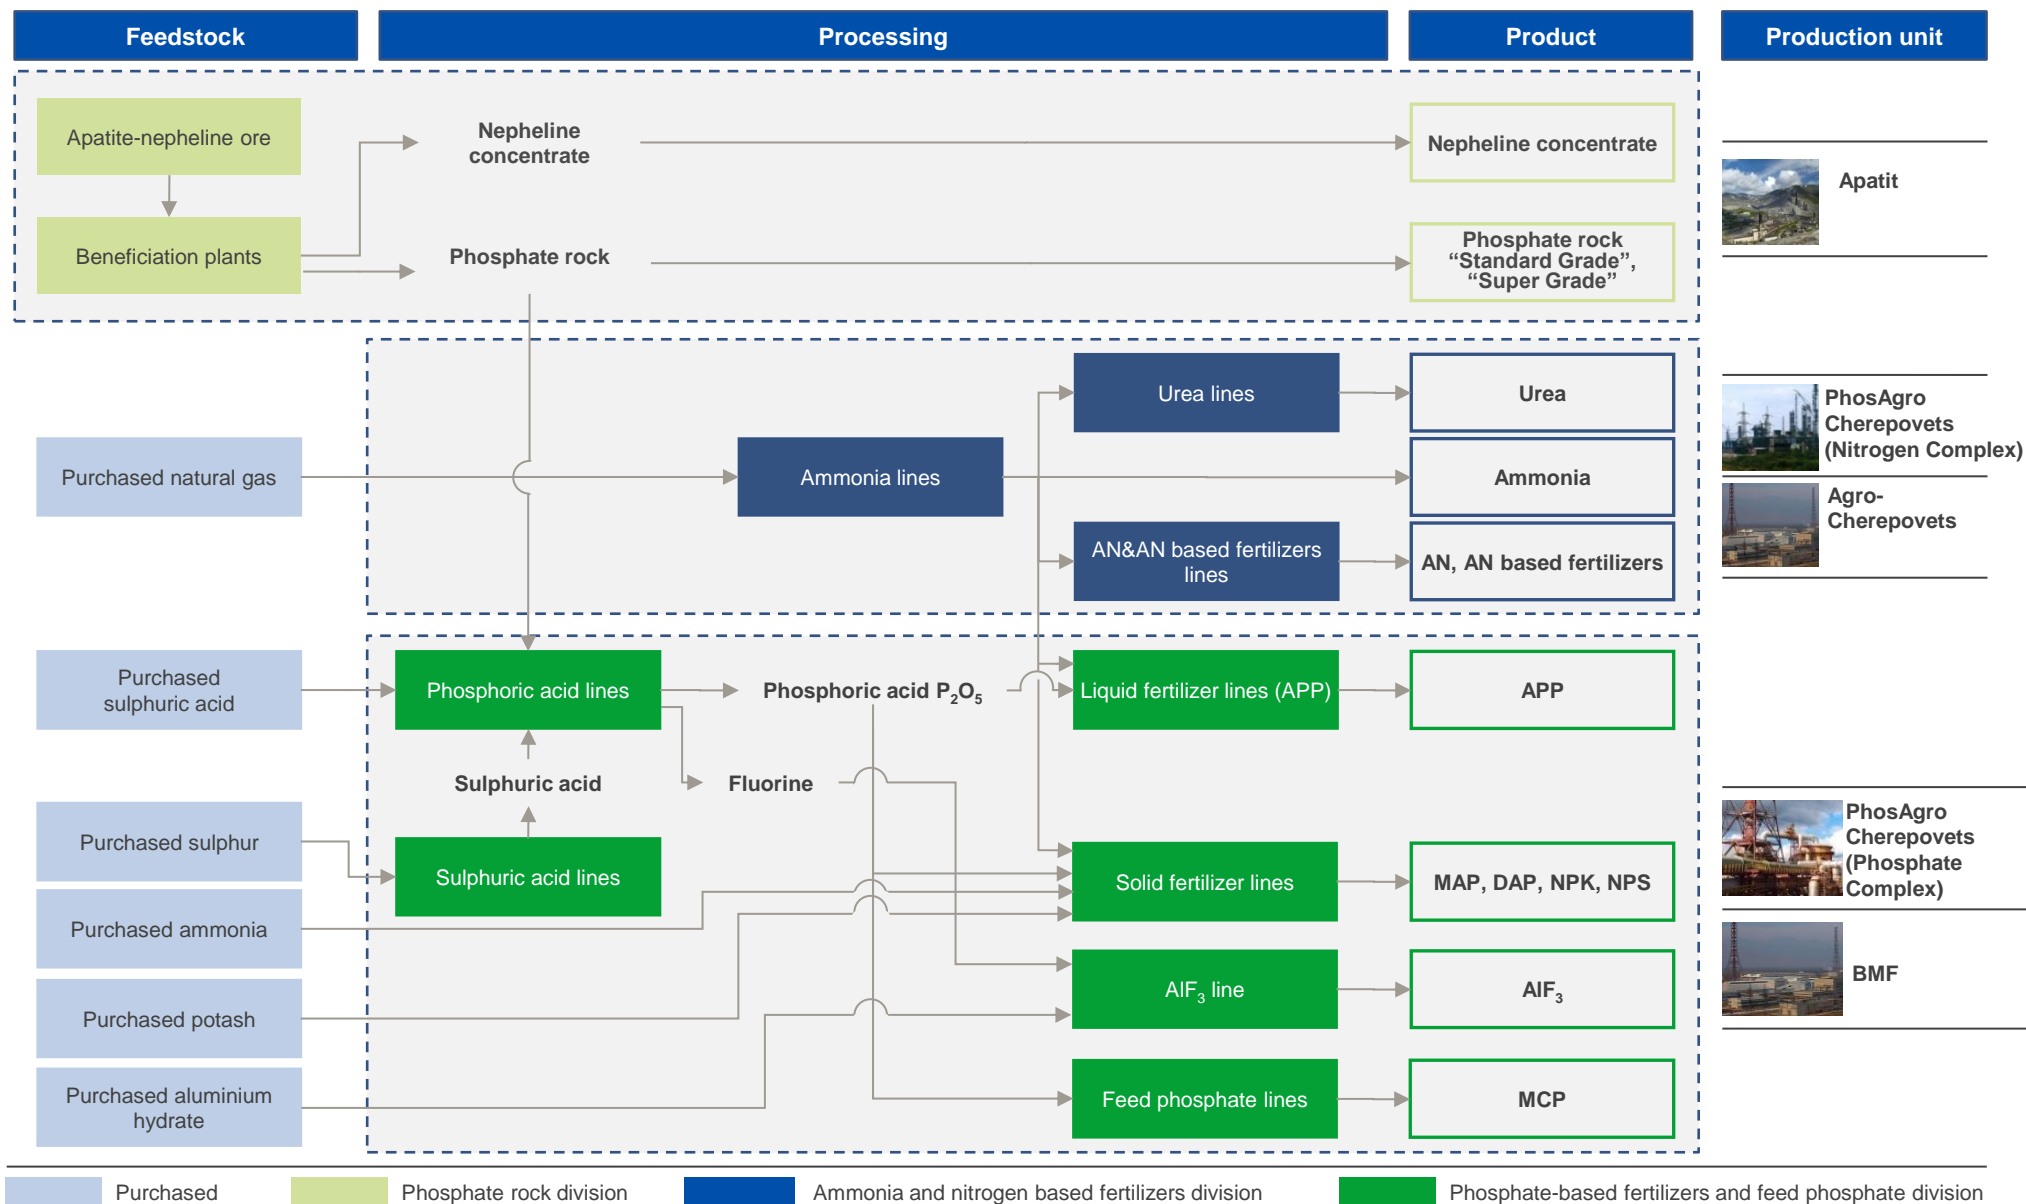 Feedstock
Processing
Product
Production unit
Apatite-nepheline ore
Nepheline
concentrate
Nepheline concentrate
Apatit
Beneficiation plants
Phosphate rock
Phosphate rock
“Standard Grade”,
“Super Grade”
Urea lines
Urea
PhosAgro
Cherepovets
(Nitrogen Complex)
Purchased natural gas
Ammonia lines
Ammonia
Agro-
Cherepovets
AN&AN based fertilizers
lines
AN, AN based fertilizers
Purchased
sulphuric acid
Phosphoric acid lines
Phosphoric acid P₂O₅
Liquid fertilizer lines (APP)
APP
Sulphuric acid
Fluorine
Purchased sulphur
Sulphuric acid lines
Solid fertilizer lines
MAP, DAP, NPK, NPS
PhosAgro
Cherepovets
(Phosphate
Complex)
Purchased ammonia
BMF
Purchased potash
AlF₃ line
AlF₃
Purchased aluminium
hydrate
Feed phosphate lines
MCP
Purchased
Phosphate rock division
Ammonia and nitrogen based fertilizers division
Phosphate-based fertilizers and feed phosphate division